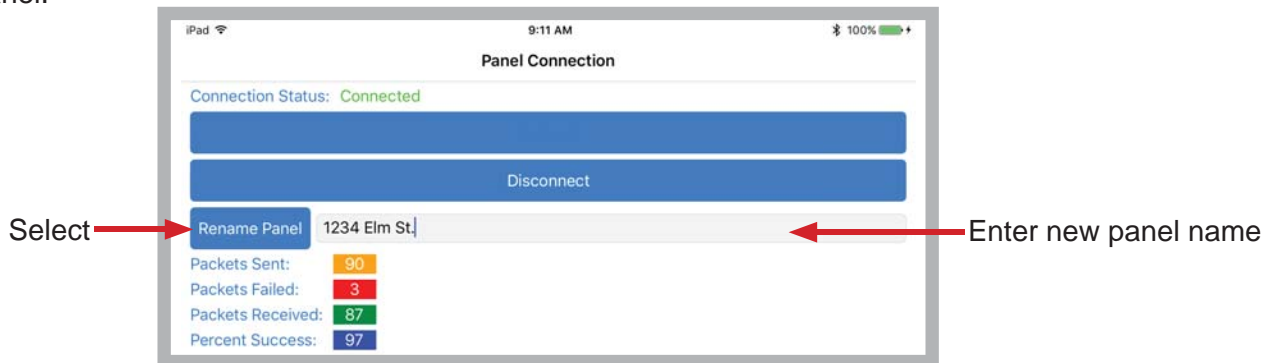 iPad 9:11 AM 100%
Panel Connection
Connection Status: Connected
Disconnect
Select Rename Panel 1234 Elm St. Enter new panel name
Packets Sent: 90
Packets Failed: 3
Packets Received: 87
Percent Success: 97